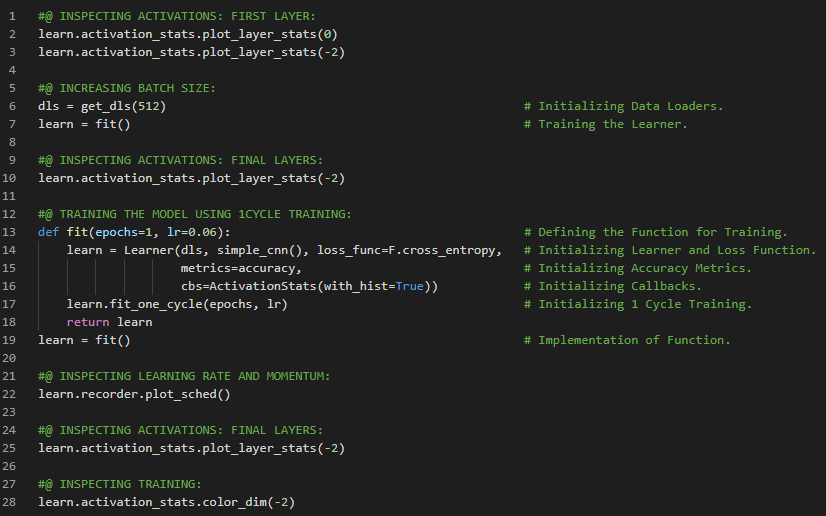 1 #@ INSPECTING ACTIVATIONS: FIRST LAYER:
2 learn.activation_stats.plot_layer_stats(0)
3 learn.activation_stats.plot_layer_stats(-2)
4
5 #@ INCREASING BATCH SIZE:
6 dls = get_dls(512) # Initializing Data Loaders.
7 learn = fit() # Training the Learner.
8
9 #@ INSPECTING ACTIVATIONS: FINAL LAYERS:
10 learn.activation_stats.plot_layer_stats(-2)
11
12 #@ TRAINING THE MODEL USING 1CYCLE TRAINING:
13 def fit(epochs=1, lr=0.06): # Defining the Function for Training.
14     learn = Learner(dls, simple_cnn(), loss_func=F.cross_entropy, # Initializing Learner and Loss Function.
15                     metrics=accuracy, # Initializing Accuracy Metrics.
16                     cbs=ActivationStats(with_hist=True)) # Initializing Callbacks.
17     learn.fit_one_cycle(epochs, lr) # Initializing 1 Cycle Training.
18     return learn
19 learn = fit() # Implementation of Function.
20
21 #@ INSPECTING LEARNING RATE AND MOMENTUM:
22 learn.recorder.plot_sched()
23
24 #@ INSPECTING ACTIVATIONS: FINAL LAYERS:
25 learn.activation_stats.plot_layer_stats(-2)
26
27 #@ INSPECTING TRAINING:
28 learn.activation_stats.color_dim(-2)